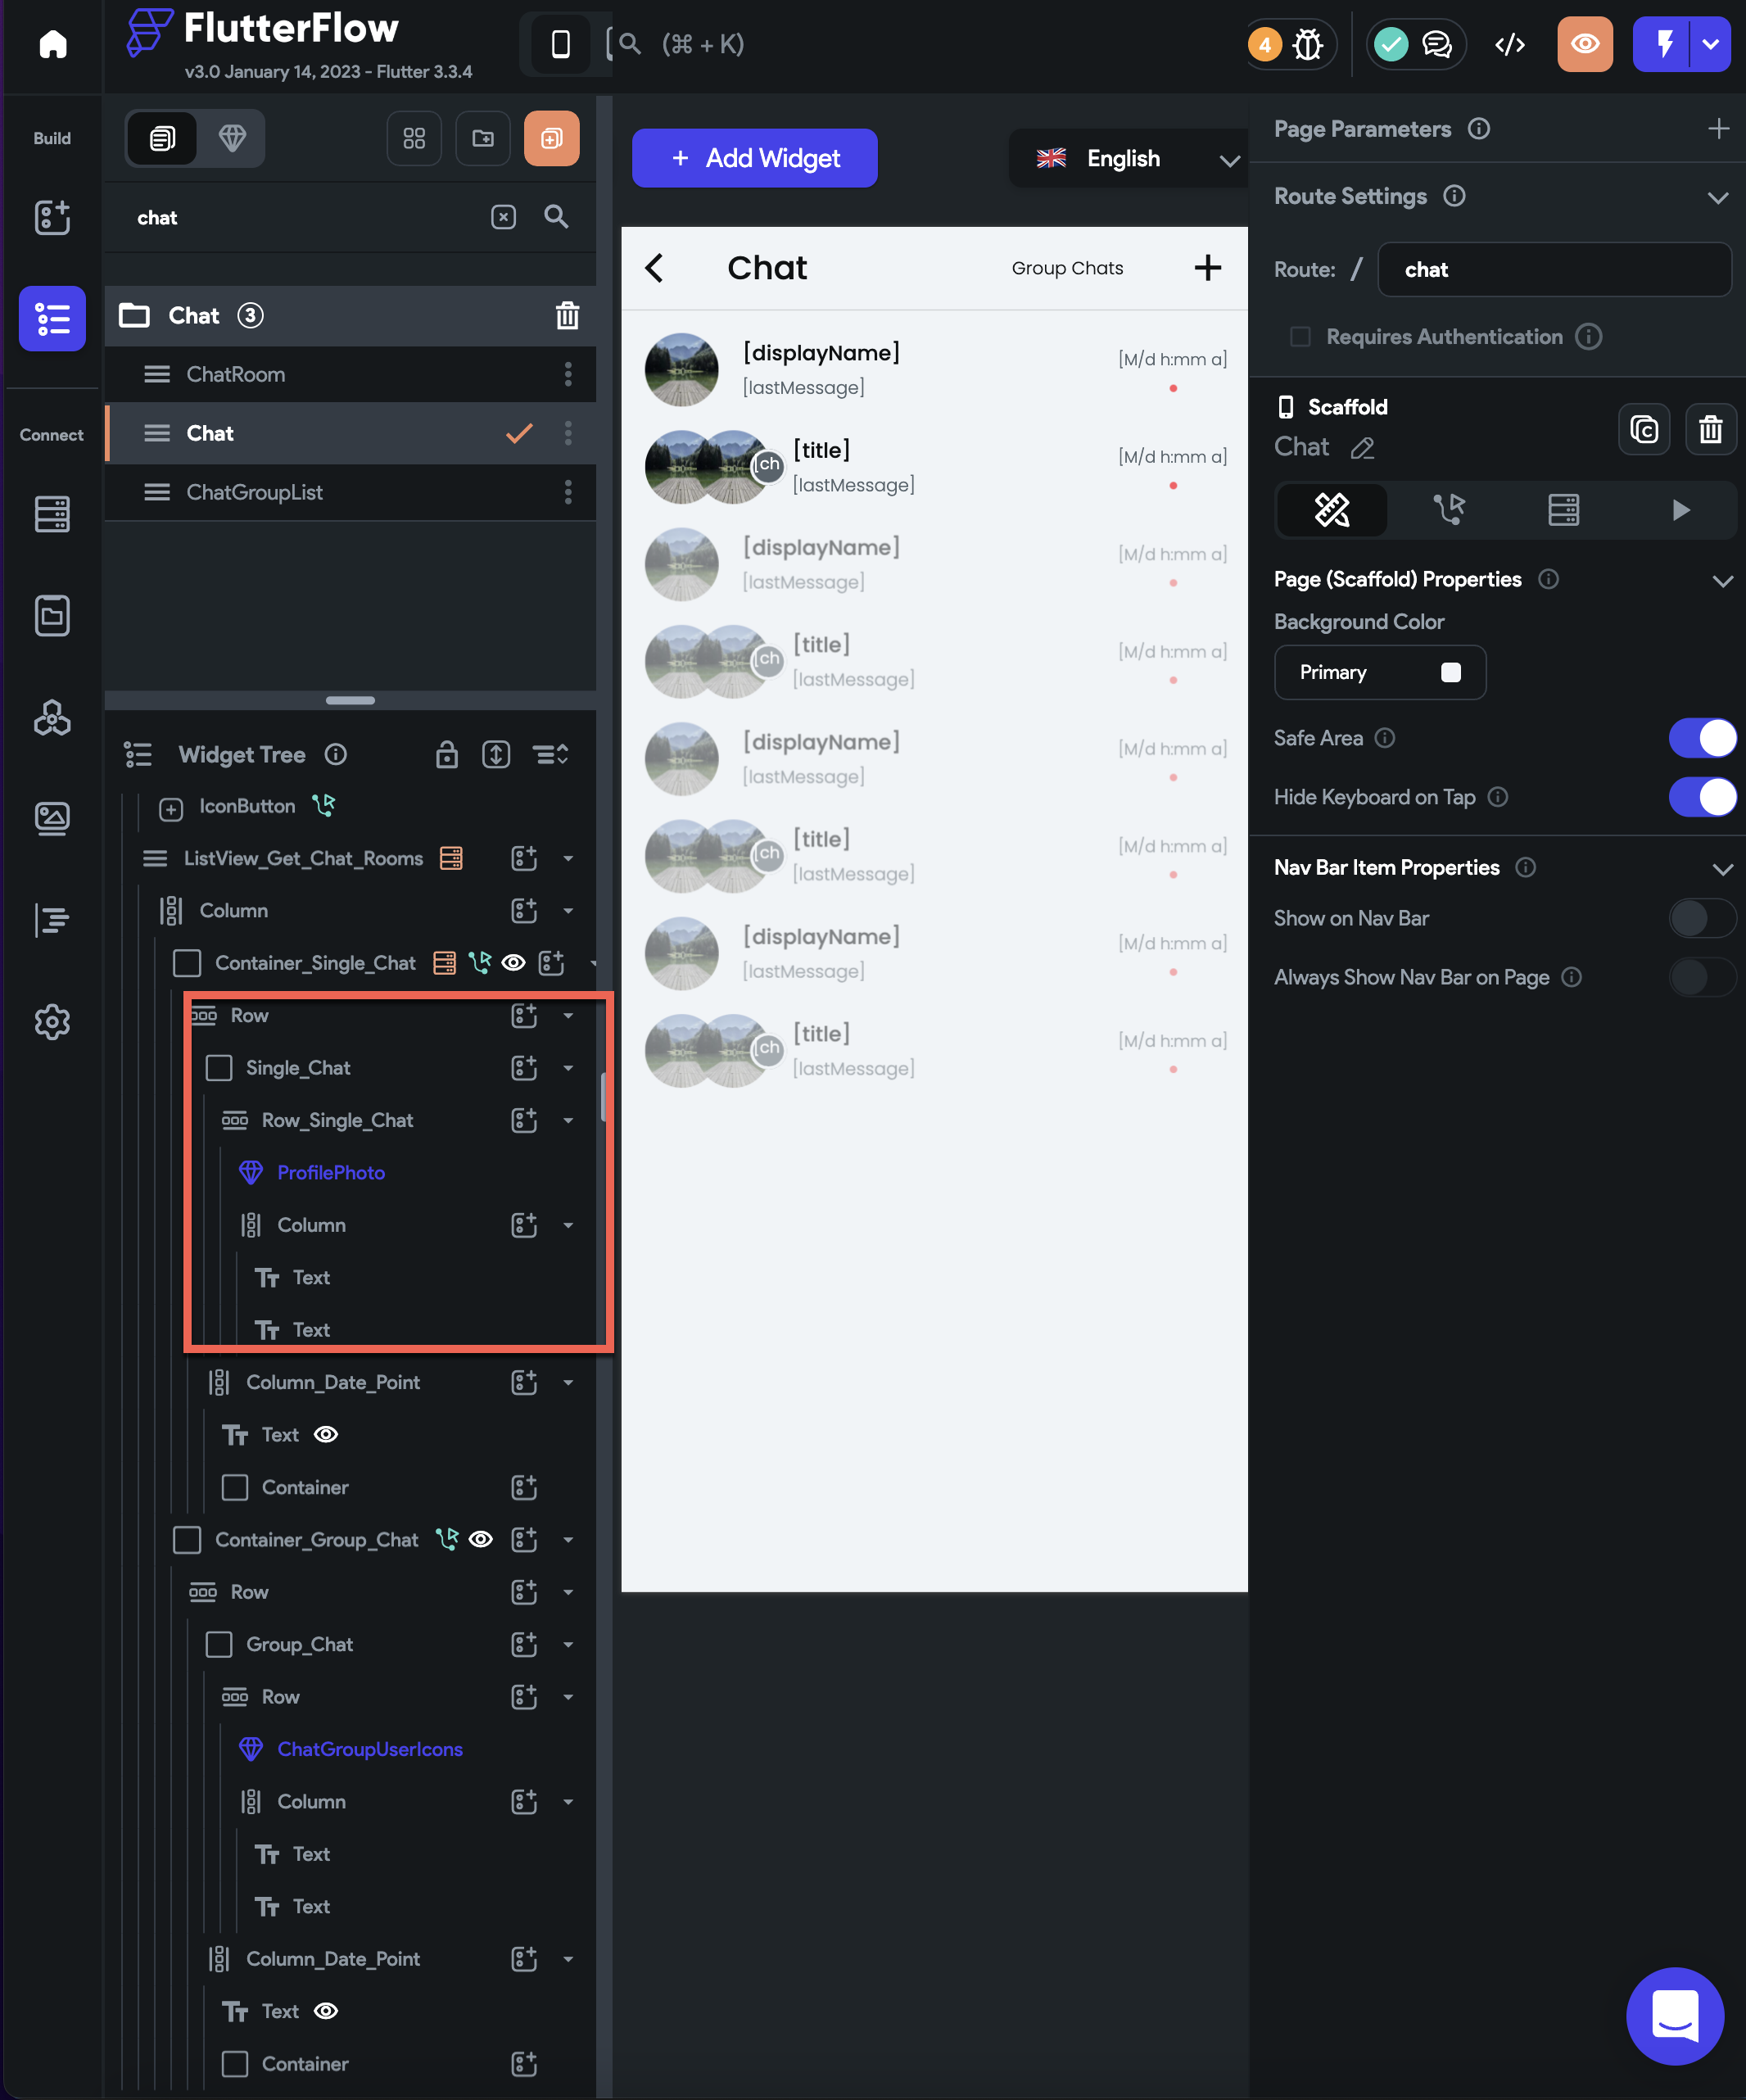 FlutterFlow
v3.0 January 14, 2023 - Flutter 3.3.4
(⌘ + K)
4
Build
Connect
chat
Chat 3
ChatRoom
Chat
ChatGroupList
Widget Tree
IconButton
ListView_Get_Chat_Rooms
Column
Container_Single_Chat
Row
Single_Chat
Row_Single_Chat
ProfilePhoto
Column
Text
Text
Column_Date_Point
Text
Container
Container_Group_Chat
Row
Group_Chat
Row
ChatGroupUserIcons
Column
Text
Text
Column_Date_Point
Text
Container
+ Add Widget
English
Chat
Group Chats
[displayName]
[M/d h:mm a]
[lastMessage]
[title]
[M/d h:mm a]
[ch
[lastMessage]
[displayName]
[M/d h:mm a]
[lastMessage]
[title]
[M/d h:mm a]
[ch
[lastMessage]
[displayName]
[M/d h:mm a]
[lastMessage]
[title]
[M/d h:mm a]
[ch
[lastMessage]
[displayName]
[M/d h:mm a]
[lastMessage]
[title]
[M/d h:mm a]
[ch
[lastMessage]
Page Parameters
Route Settings
Route: / chat
Requires Authentication
Scaffold
Chat
Page (Scaffold) Properties
Background Color
Primary
Safe Area
Hide Keyboard on Tap
Nav Bar Item Properties
Show on Nav Bar
Always Show Nav Bar on Page